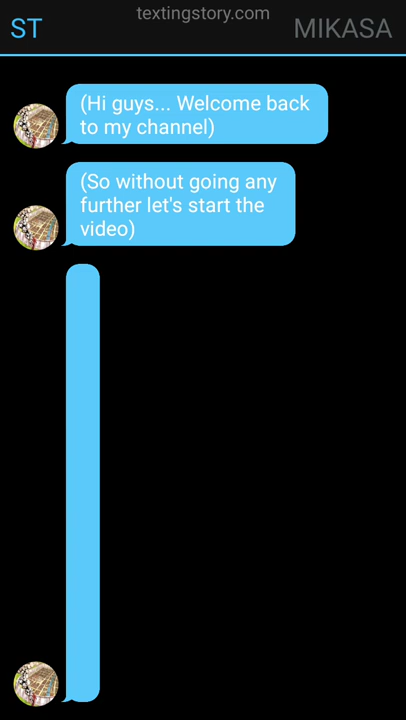 textingstory.com
ST
MIKASA
(Hi guys... Welcome back
to my channel)
(So without going any
further let's start the
video)